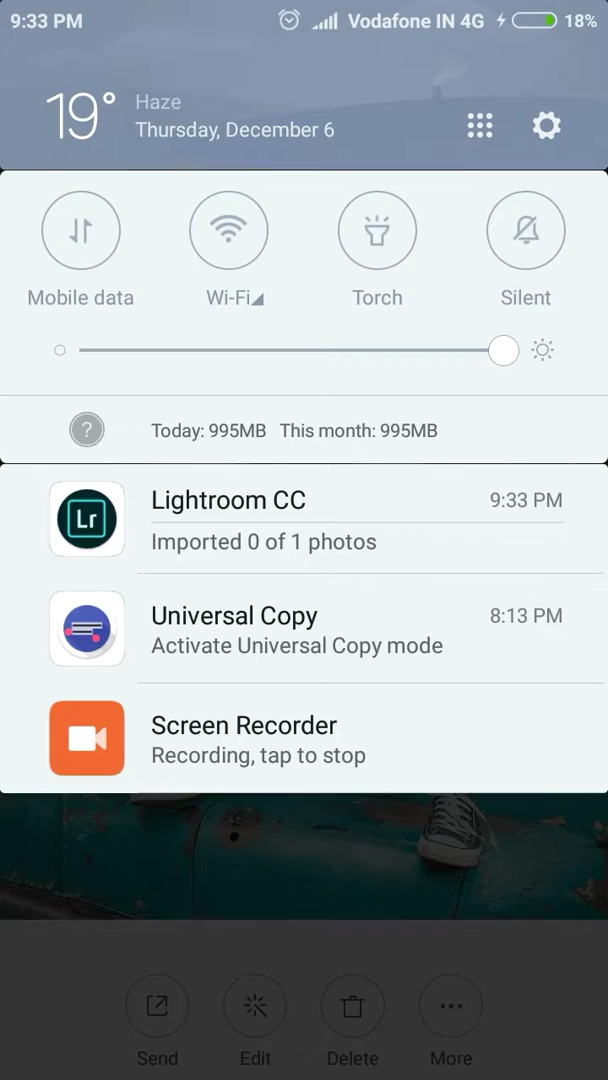 9:33 PM Vodafone IN 4G 18%
19° Haze
Thursday, December 6
Mobile data Wi-Fi Torch Silent
? Today: 995MB This month: 995MB
Lr Lightroom CC 9:33 PM
Imported 0 of 1 photos
Universal Copy 8:13 PM
Activate Universal Copy mode
Screen Recorder
Recording, tap to stop
Send Edit Delete More